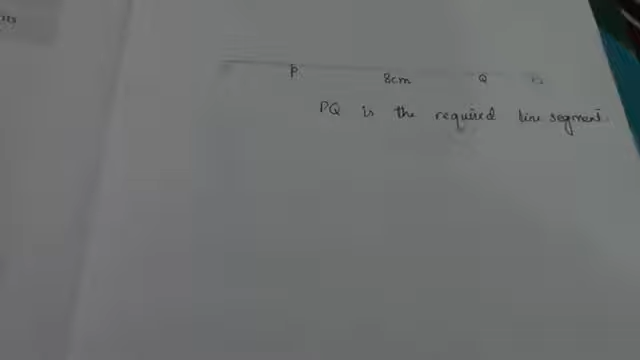 P 8cm Q
PQ is the required line segment.